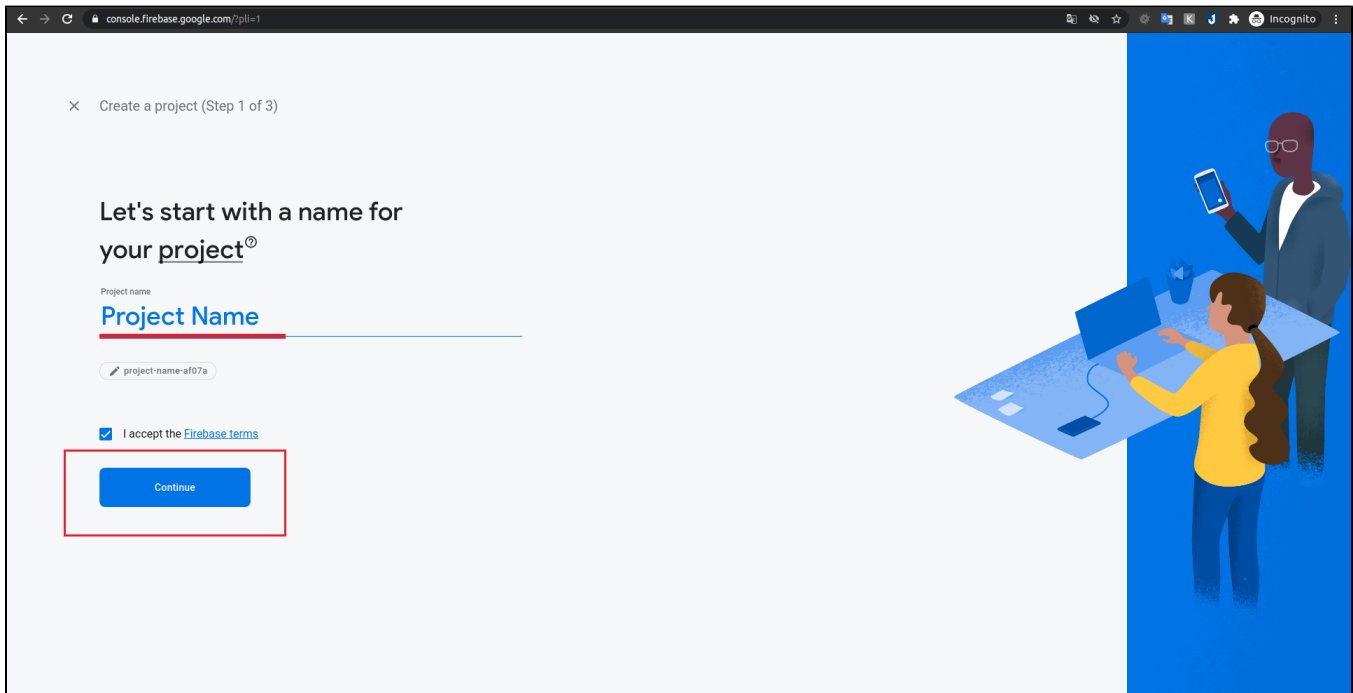 console.firebase.google.com/?pli=1
Incognito
Create a project (Step 1 of 3)
Let's start with a name for
your project
Project name
Project Name
project-name-af07a
I accept the Firebase terms
Continue